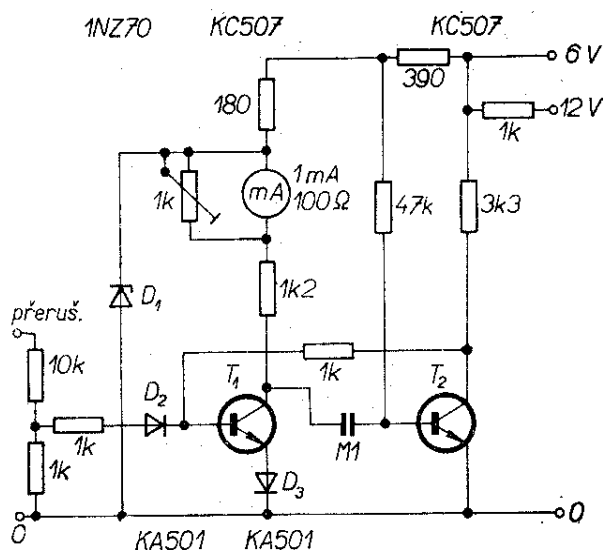 1NZ70 KC507 KC507
6 V
390
180
12 V
1k
1 mA
100Ω
mA
1k
47k
3k3
1k2
D1
přeruš.
10k
1k
T1
T2
D2
1k
M1
1k
D3
0
0
KA501 KA501